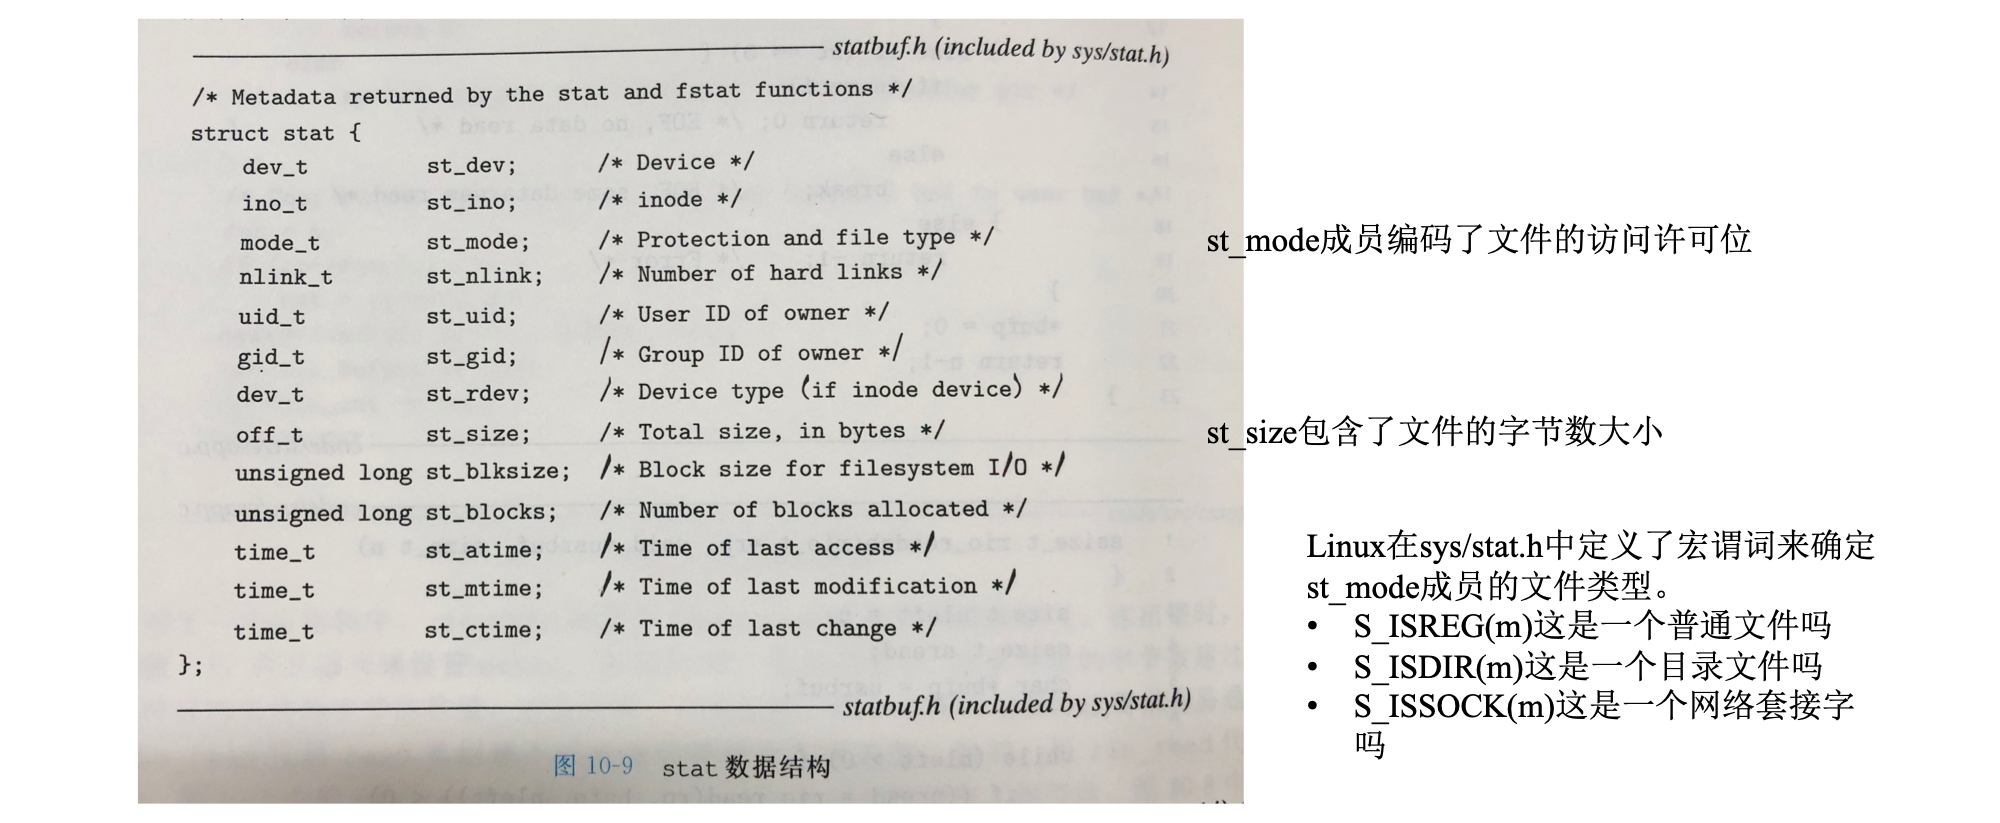 statbuf.h (included by sys/stat.h)
/* Metadata returned by the stat and fstat functions */
struct stat {
dev_t st_dev; /* Device */
ino_t st_ino; /* inode */
mode_t st_mode; /* Protection and file type */
nlink_t st_nlink; /* Number of hard links */
uid_t st_uid; /* User ID of owner */
gid_t st_gid; /* Group ID of owner */
dev_t st_rdev; /* Device type (if inode device) */
off_t st_size; /* Total size, in bytes */
unsigned long st_blksize; /* Block size for filesystem I/O */
unsigned long st_blocks; /* Number of blocks allocated */
time_t st_atime; /* Time of last access */
time_t st_mtime; /* Time of last modification */
time_t st_ctime; /* Time of last change */
};
statbuf.h (included by sys/stat.h)
图 10-9 stat 数据结构
st_mode成员编码了文件的访问许可位
st_size包含了文件的字节数大小
Linux在sys/stat.h中定义了宏谓词来确定
st_mode成员的文件类型。
• S_ISREG(m)这是一个普通文件吗
• S_ISDIR(m)这是一个目录文件吗
• S_ISSOCK(m)这是一个网络套接字
吗